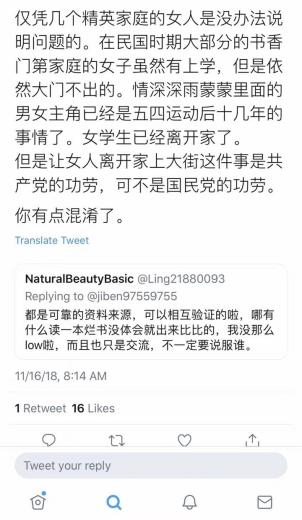 仅凭几个精英家庭的女人是没办法说
明问题的。在民国时期大部分的书香
门第家庭的女子虽然有上学，但是依
然大门不出的。情深深雨蒙蒙里面的
男女主角已经是五四运动后十几年的
事情了。女学生已经离开家了。
但是让女人离开家上大街这件事是共
产党的功劳，可不是国民党的功劳。
你有点混淆了。
Translate Tweet
NaturalBeautyBasic @Ling21880093
Replying to @jiben97559755
都是可靠的资料来源，可以相互验证的啦，哪有
什么读一本烂书没体会就出来比比的，我没那么
low啦，而且也只是交流，不一定要说服谁。
11/16/18, 8:14 AM
1 Retweet 16 Likes
Tweet your reply